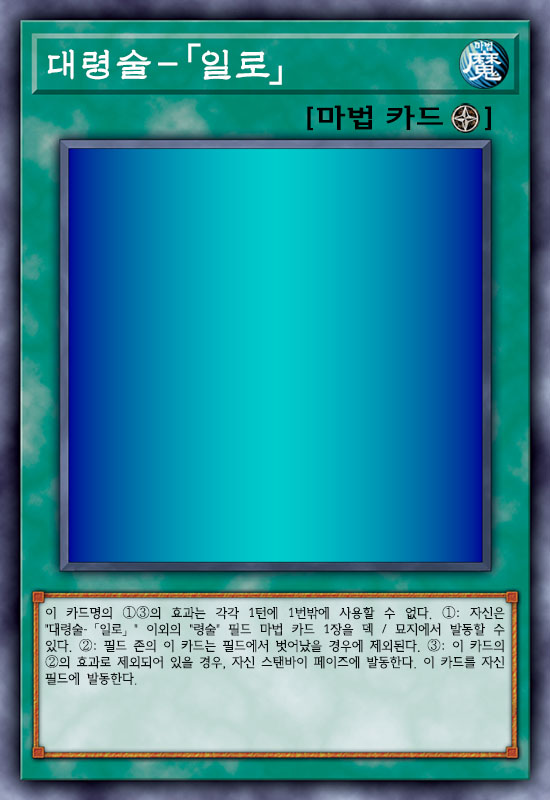 대령술-「일로」
마법
魔
[마법 카드]
이 카드명의 ①③의 효과는 각각 1턴에 1번밖에 사용할 수 없다. ①: 자신은
"대령술-「일로」" 이외의 "령술" 필드 마법 카드 1장을 덱 / 묘지에서 발동할 수
있다. ②: 필드 존의 이 카드는 필드에서 벗어났을 경우에 제외된다. ③: 이 카드의
②의 효과로 제외되어 있을 경우, 자신 스탠바이 페이즈에 발동한다. 이 카드를 자신
필드에 발동한다.